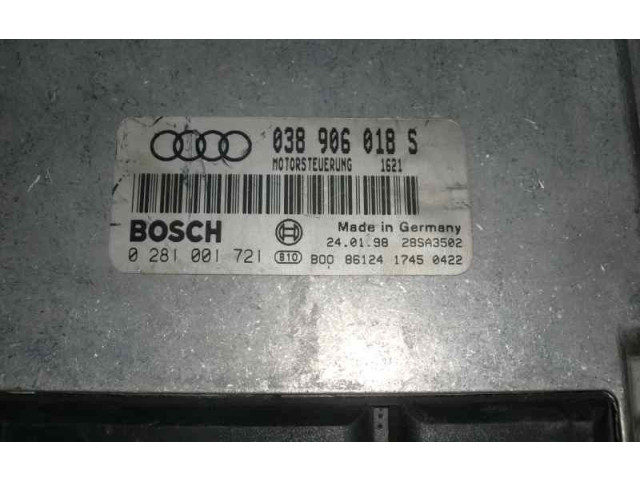 038 906 018 S
MOTORSTEUERUNG 1621
BOSCH
Made in Germany
24.01.98 28SA3502
0 281 001 721 810 B00 86124 1745 0422